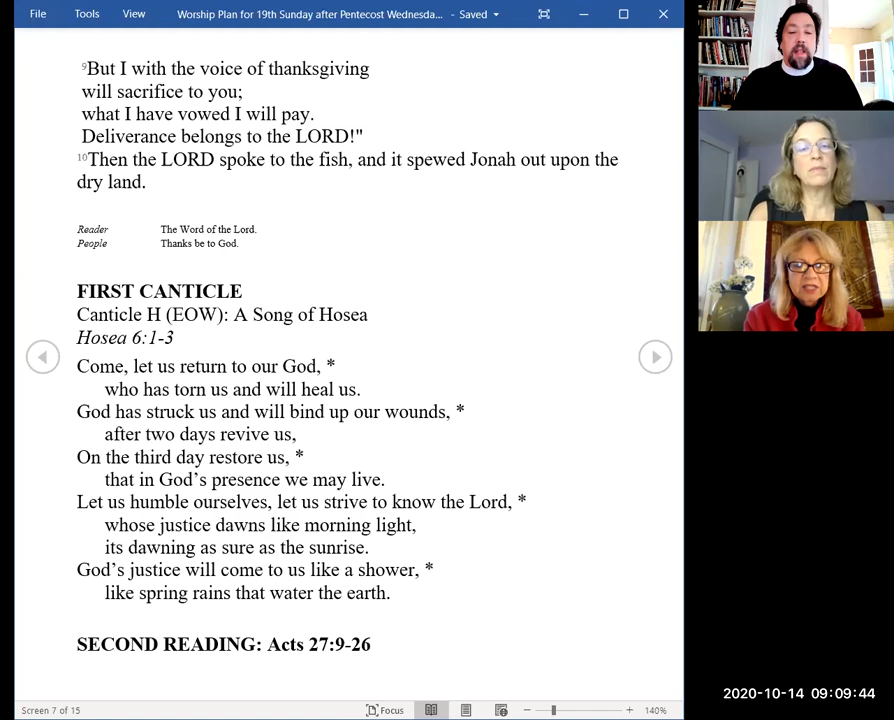 File Tools View Worship Plan for 19th Sunday after Pentecost Wednesda... - Saved
9But I with the voice of thanksgiving
will sacrifice to you;
what I have vowed I will pay.
Deliverance belongs to the LORD!"
10Then the LORD spoke to the fish, and it spewed Jonah out upon the
dry land.
Reader The Word of the Lord.
People Thanks be to God.
FIRST CANTICLE
Canticle H (EOW): A Song of Hosea
Hosea 6:1-3
Come, let us return to our God, *
who has torn us and will heal us.
God has struck us and will bind up our wounds, *
after two days revive us,
On the third day restore us, *
that in God’s presence we may live.
Let us humble ourselves, let us strive to know the Lord, *
whose justice dawns like morning light,
its dawning as sure as the sunrise.
God’s justice will come to us like a shower, *
like spring rains that water the earth.
SECOND READING: Acts 27:9-26
2020-10-14 09:09:44
Screen 7 of 15 Focus 140%